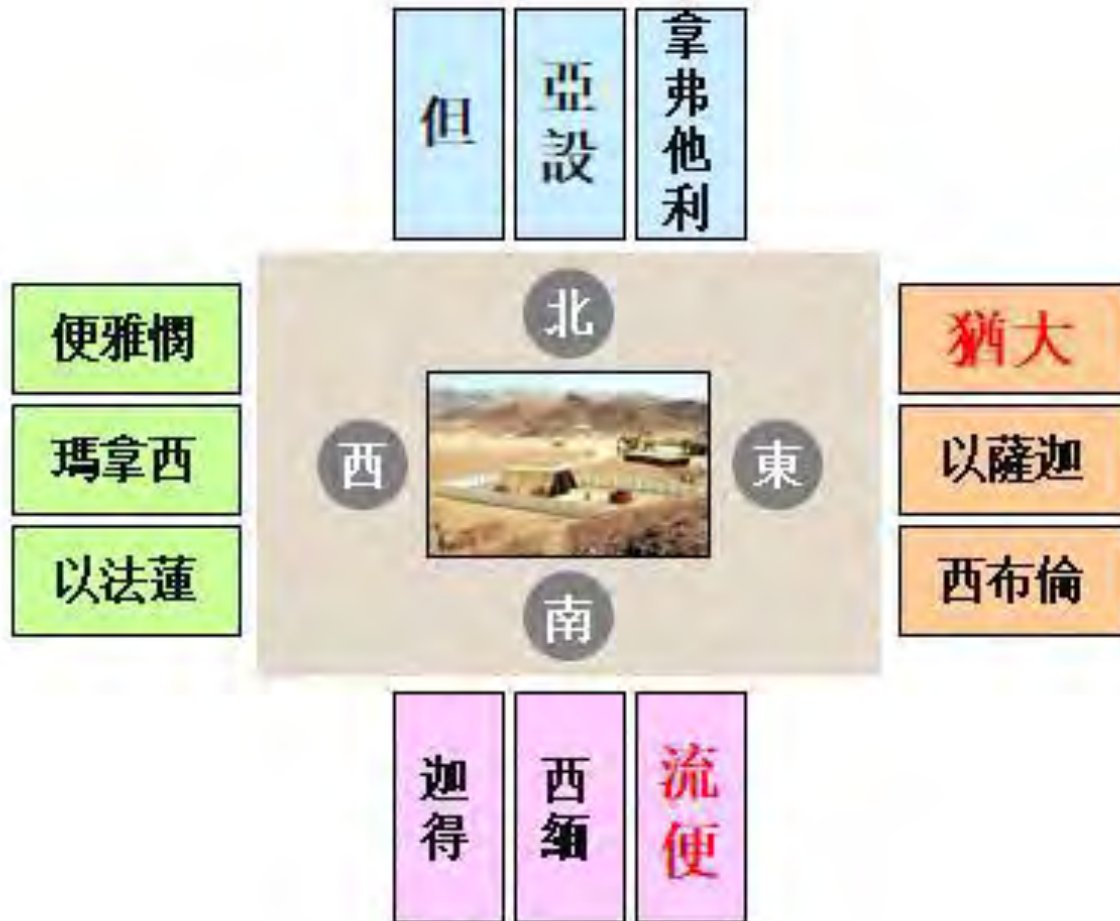 但
亞設
拿弗他利
北
便雅憫
瑪拿西
以法蓮
西
東
猶大
以薩迦
西布倫
南
迦得
西緬
流便